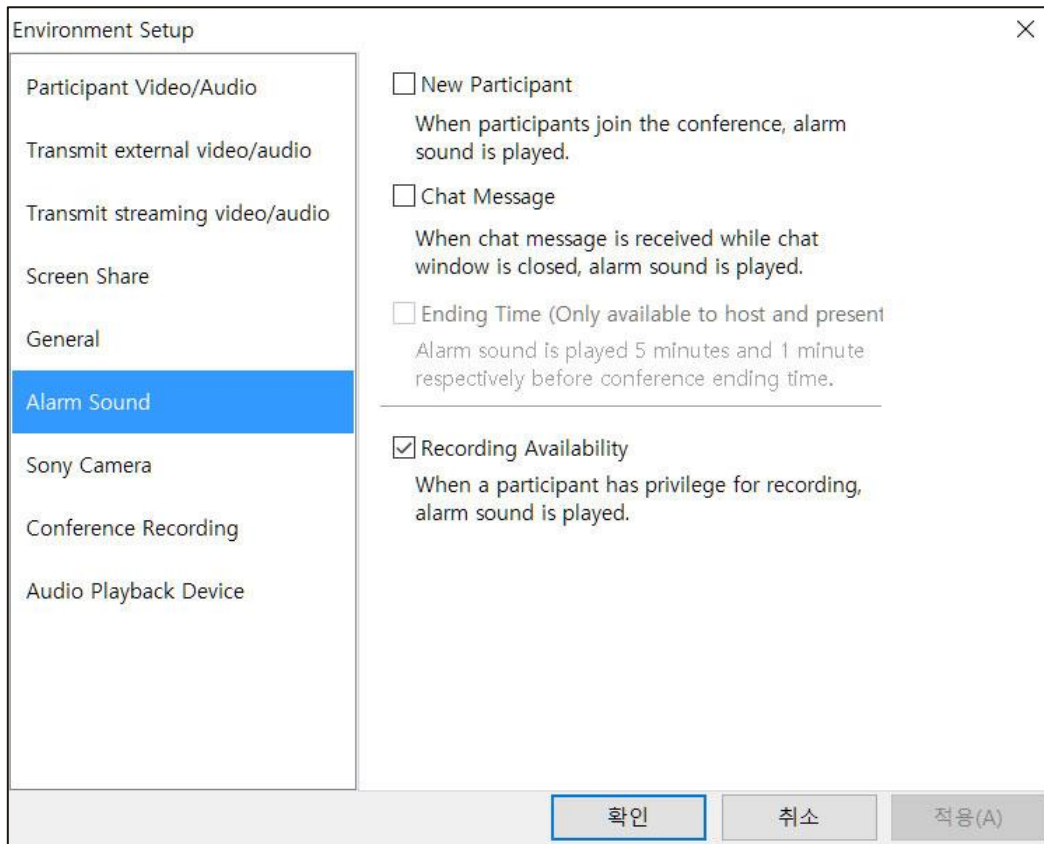 Environment Setup
Participant Video/Audio
Transmit external video/audio
Transmit streaming video/audio
Screen Share
General
Alarm Sound
Sony Camera
Conference Recording
Audio Playback Device
New Participant
When participants join the conference, alarm
sound is played.
Chat Message
When chat message is received while chat
window is closed, alarm sound is played.
Ending Time (Only available to host and present
Alarm sound is played 5 minutes and 1 minute
respectively before conference ending time.
Recording Availability
When a participant has privilege for recording,
alarm sound is played.
확인
취소
적용(A)